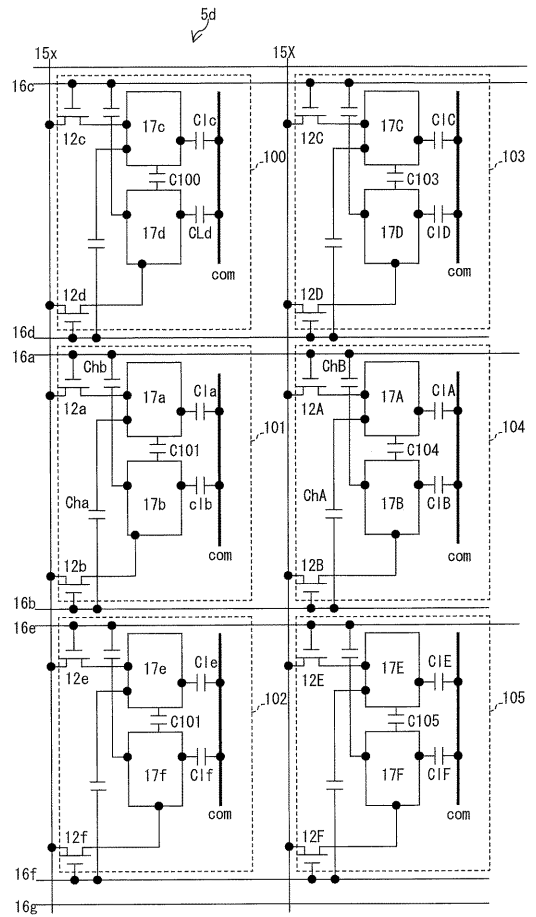 5d
15x 15X
16c
17c Clc 17C ClC
12c 12C
100 103
C100 C103
17d CLd 17D ClD
com com
12d 12D
16d
16a
Chb ChB
17a Cla 17A ClA
12a 12A
101 104
C101 C104
Cha 17b clb ChA 17B ClB
com com
12b 12B
16b
16e
17e Cle 17E ClE
12e 12E
102 105
C101 C105
17f Clf 17F ClF
com com
12f 12F
16f
16g